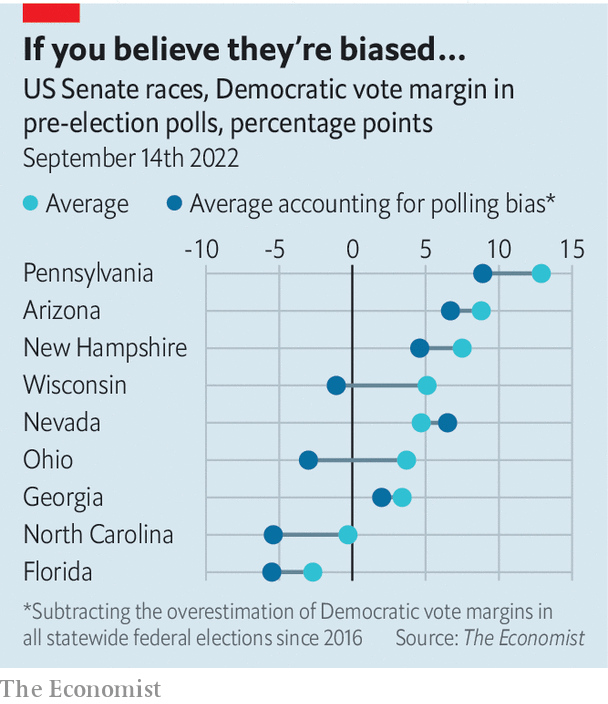 If you believe they’re biased...
US Senate races, Democratic vote margin in
pre-election polls, percentage points
September 14th 2022
Average Average accounting for polling bias*
-10 -5 0 5 10 15
Pennsylvania
Arizona
New Hampshire
Wisconsin
Nevada
Ohio
Georgia
North Carolina
Florida
*Subtracting the overestimation of Democratic vote margins in
all statewide federal elections since 2016 Source: The Economist
The Economist